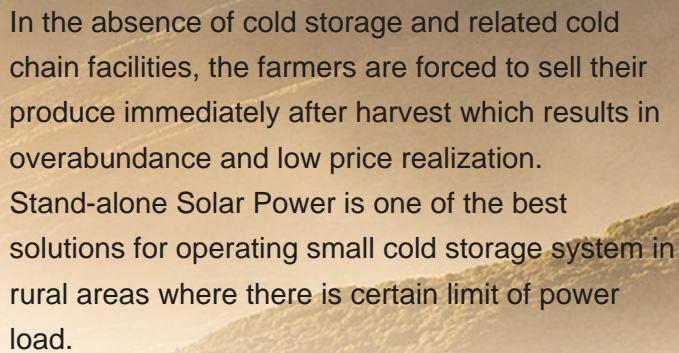 In the absence of cold storage and related cold
chain facilities, the farmers are forced to sell their
produce immediately after harvest which results in
overabundance and low price realization.
Stand-alone Solar Power is one of the best
solutions for operating small cold storage system in
rural areas where there is certain limit of power
load.